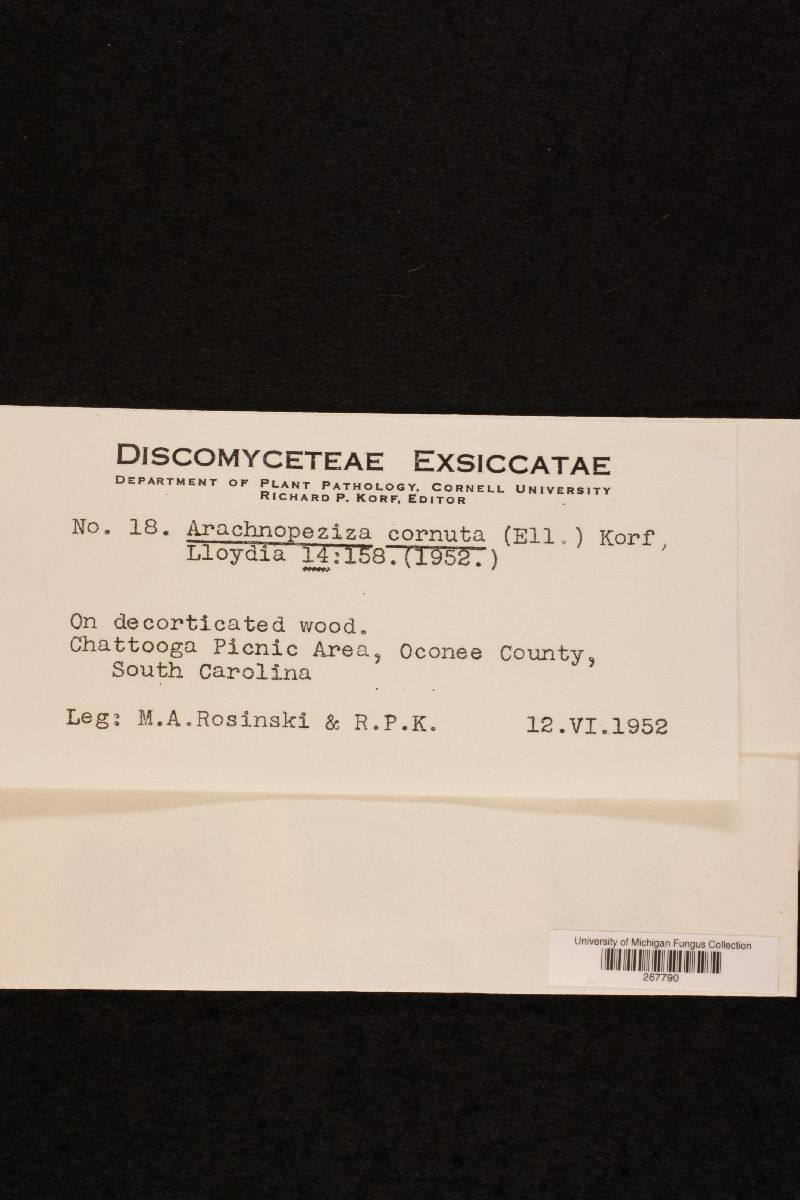 DISCOMYCETEAE EXSICCATAE
DEPARTMENT OF PLANT PATHOLOGY, CORNELL UNIVERSITY
RICHARD P. KORF, EDITOR
No. 18. Arachnopeziza cornuta (Ell.) Korf,
Lloydia 14:158.(1952.)
On decorticated wood.
Chattooga Picnic Area, Oconee County,
South Carolina
Leg: M.A.Rosinski & R.P.K. 12.VI.1952
University of Michigan Fungus Collection
267790